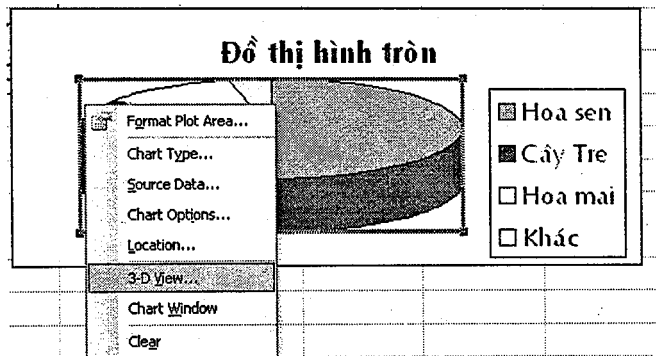 Đồ thị hình tròn
Format Plot Area...
Chart Type...
Source Data...
Chart Options...
Location...
3-D View...
Chart Window
Clear
Hoa sen
Cây Tre
Hoa mai
Khác